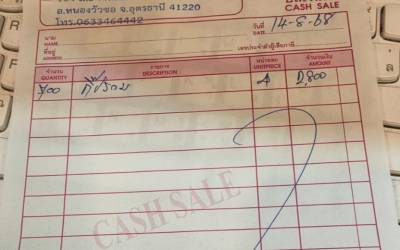 อ.หนองวัวซอ จ.อุดรธานี 41220
โทร.0633464442
CASH SALE
วันที่ DATE 14-8-68
นาม NAME
ที่อยู่ ADDRESS
เลขประจำตัวผู้เสียภาษี
จำนวน QUANTITY รายการ DESCRIPTION หน่วยละ UNITPRICE จำนวนเงิน AMOUNT
700 4 2,800
CASH SALE